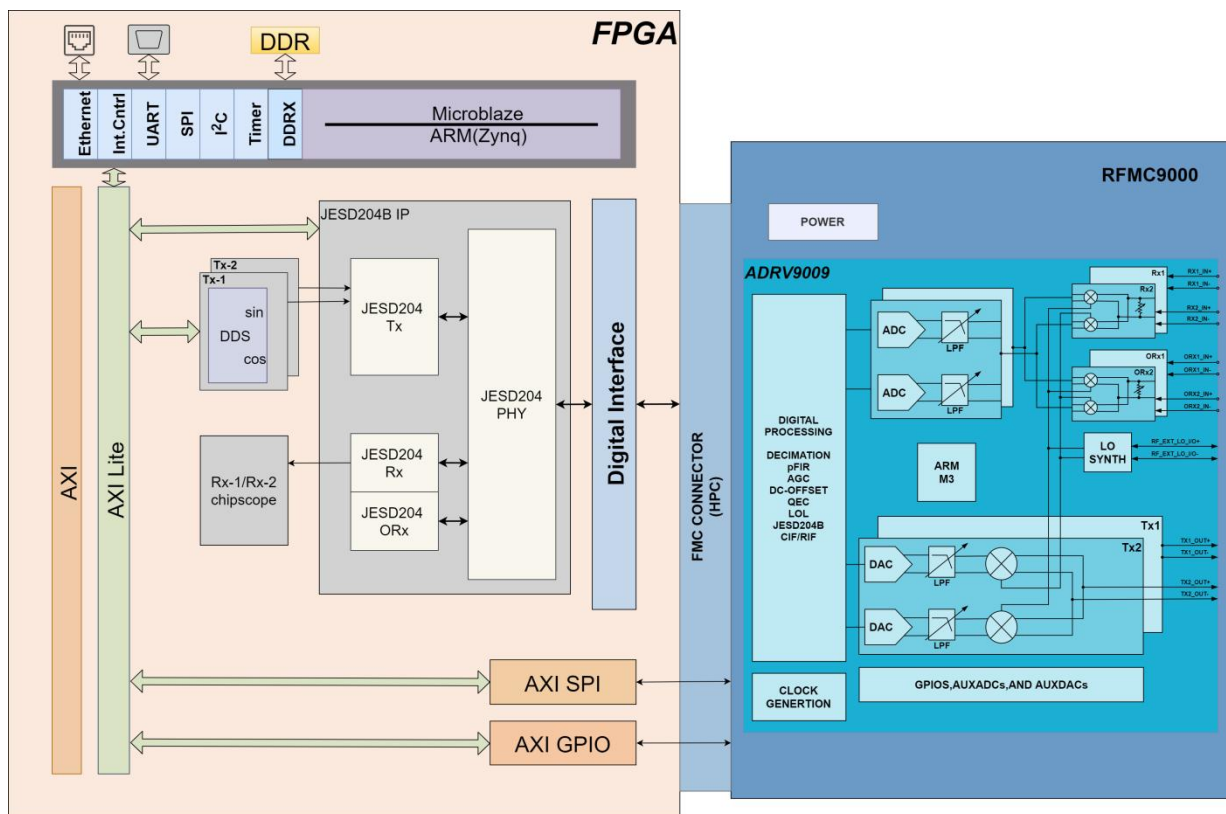 FPGA
DDR
Ethernet
Int.Cntrl
UART
SPI
I²C
Timer
DDRX
Microblaze
ARM(Zynq)
AXI
AXI Lite
JESD204B IP
Tx-2
Tx-1
sin
DDS
cos
JESD204
Tx
JESD204
PHY
JESD204
Rx
JESD204
ORx
Rx-1/Rx-2
chipscope
Digital Interface
AXI SPI
AXI GPIO
FMC CONNECTOR
(HPC)
RFMC9000
POWER
ADRV9009
DIGITAL
PROCESSING
DECIMATION
pFIR
AGC
DC-OFFSET
QEC
LOL
JESD204B
CIF/RIF
CLOCK
GENERTION
ADC
LPF
ADC
LPF
ARM
M3
Rx1
Rx2
RX1_IN+
RX1_IN-
RX2_IN+
RX2_IN-
ORx1
ORx2
ORX1_IN+
ORX1_IN-
ORX2_IN+
ORX2_IN-
LO
SYNTH
RF_EXT_LO_I/O+
RF_EXT_LO_I/O-
Tx1
Tx2
DAC
LPF
DAC
LPF
TX1_OUT+
TX1_OUT-
TX2_OUT+
TX2_OUT-
GPIOS,AUXADCs,AND AUXDACs